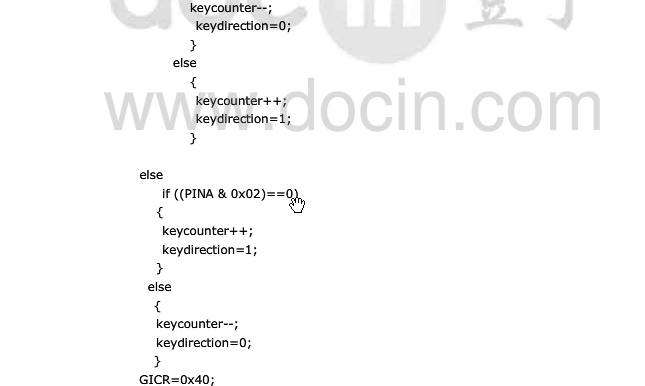 keycounter--;
keydirection=0;
}
else
{
keycounter++;
keydirection=1;
}
www.docin.com
else
if ((PINA & 0x02)==0)
{
keycounter++;
keydirection=1;
}
else
{
keycounter--;
keydirection=0;
}
GICR=0x40;